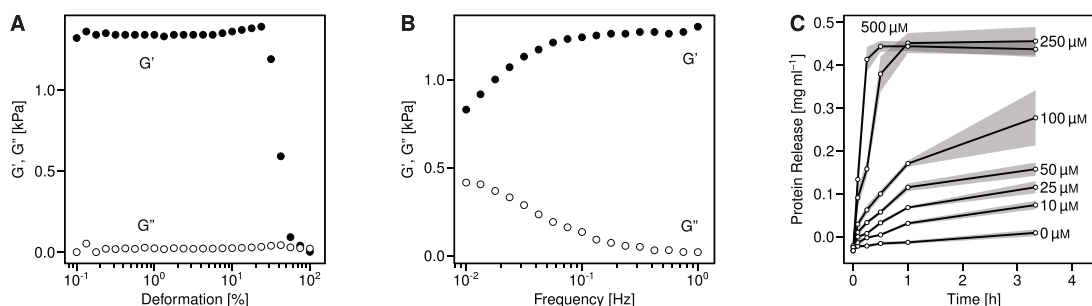 A
G', G'' [kPa]
1.0
0.5
0.0
G'
G''
10⁻¹ 10⁰ 10¹ 10²
Deformation [%]
B
G', G'' [kPa]
1.0
0.5
0.0
G'
G''
10⁻² 10⁻¹ 10⁰
Frequency [Hz]
C
Protein Release [mg ml⁻¹]
0.5
0.4
0.3
0.2
0.1
0.0
500 µM
250 µM
100 µM
50 µM
25 µM
10 µM
0 µM
0 1 2 3 4
Time [h]